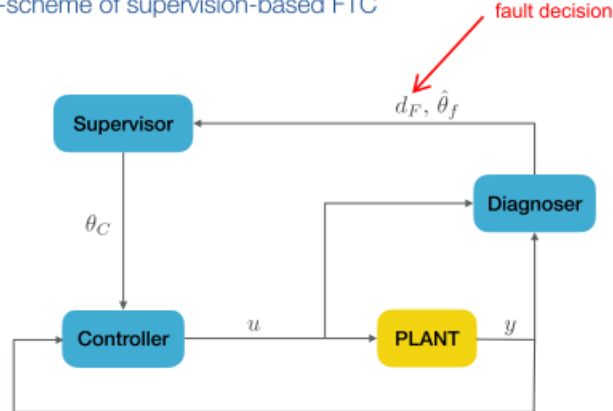 -scheme of supervision-based FTC
fault decision
d_F, θ̂_f
Supervisor
Diagnoser
θ_C
Controller
u
PLANT
y